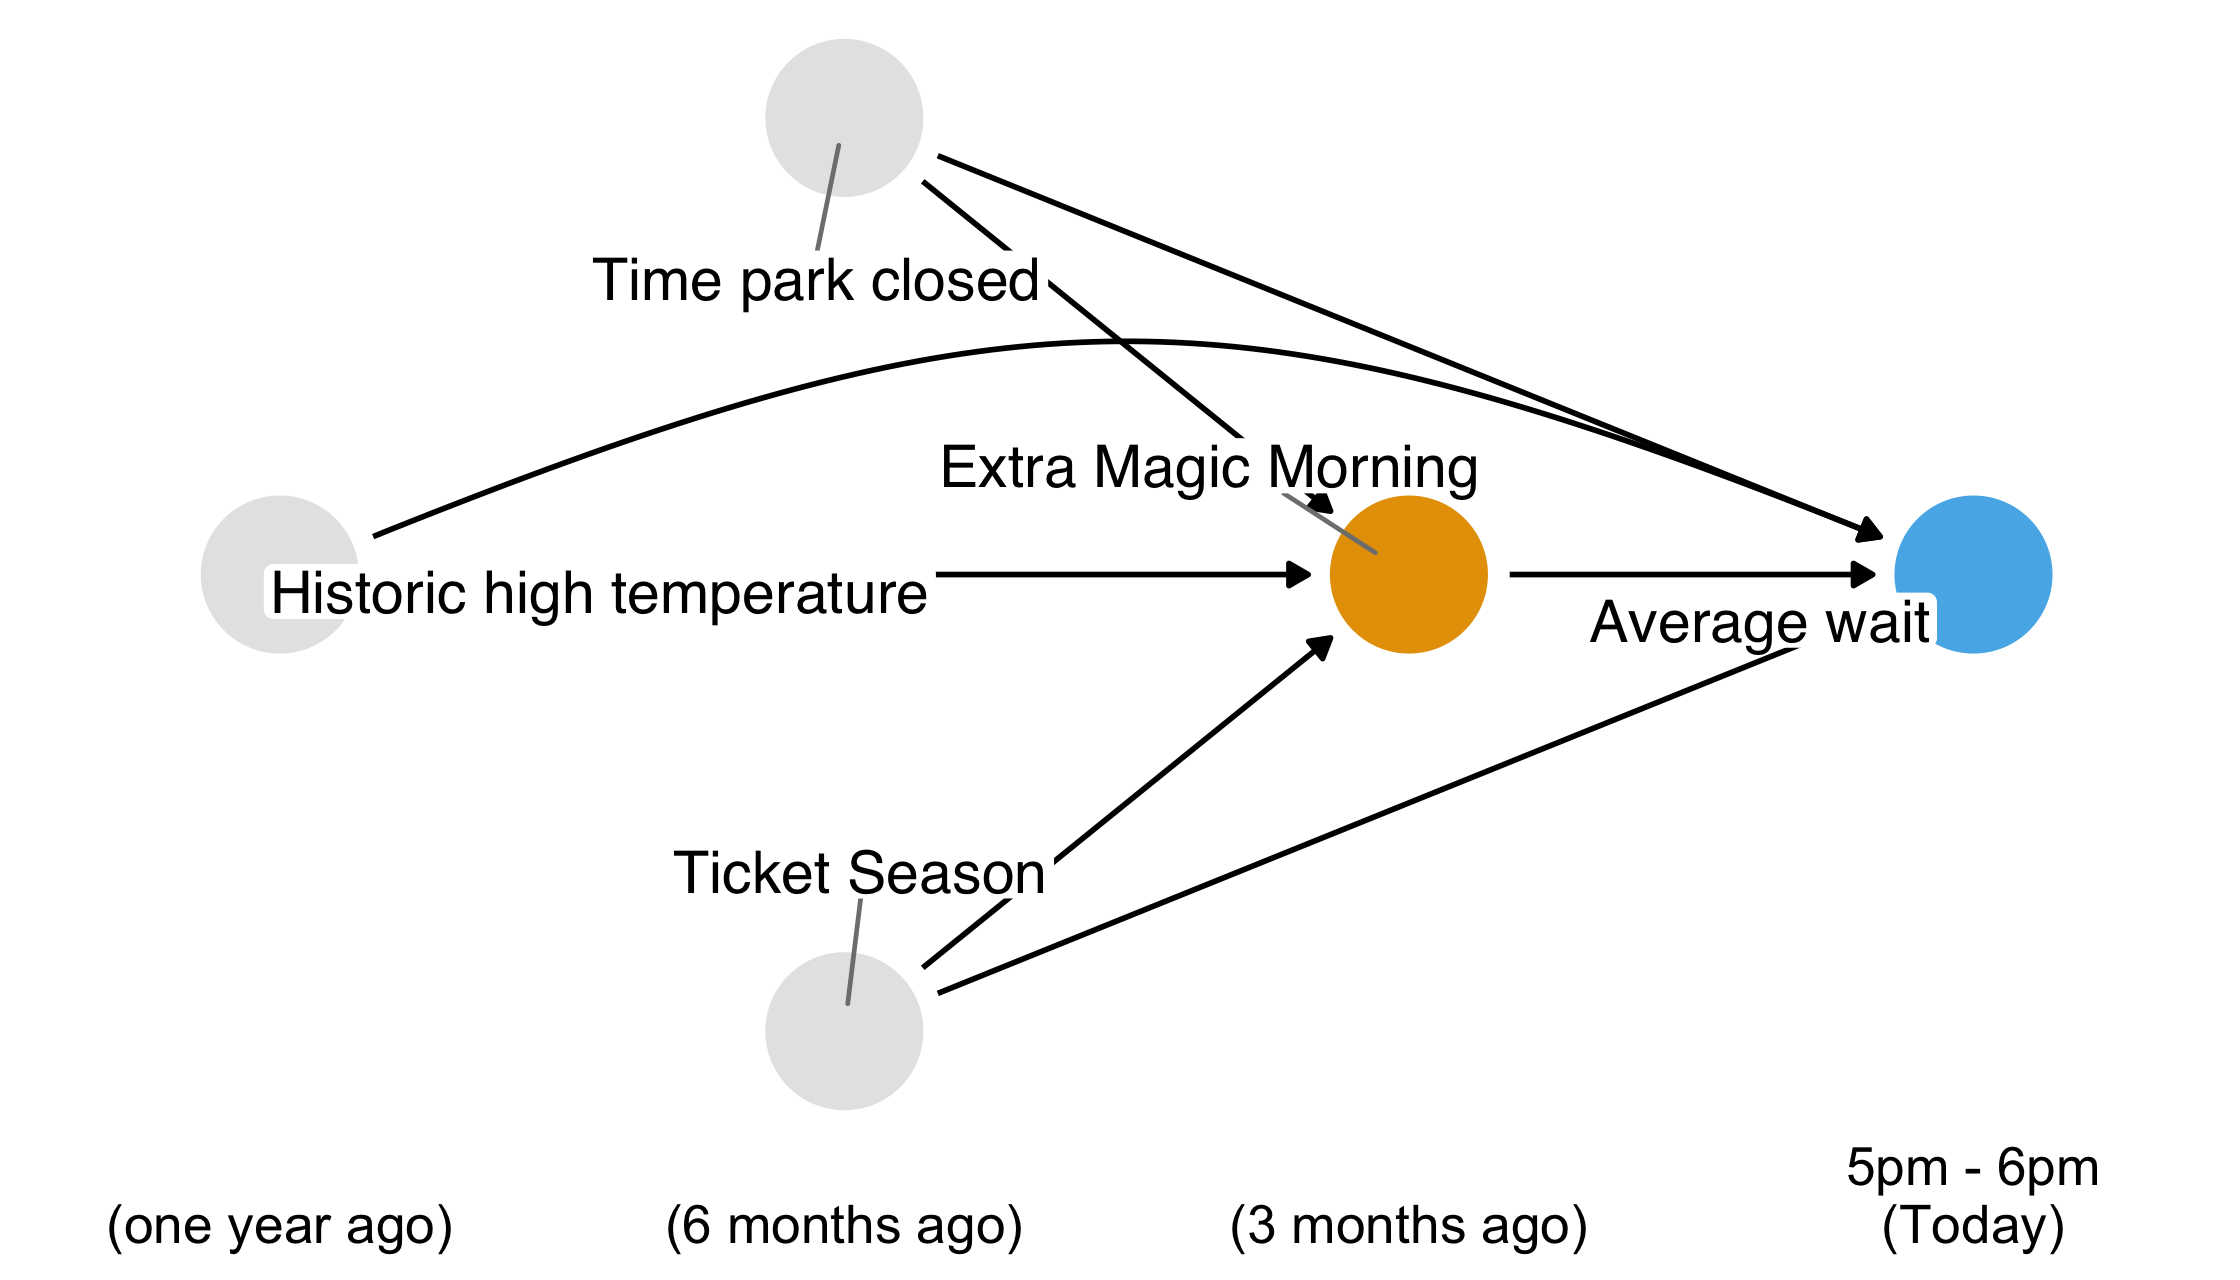 Time park closed
Extra Magic Morning
Historic high temperature
Average wait
Ticket Season
5pm - 6pm
(one year ago)
(6 months ago)
(3 months ago)
(Today)